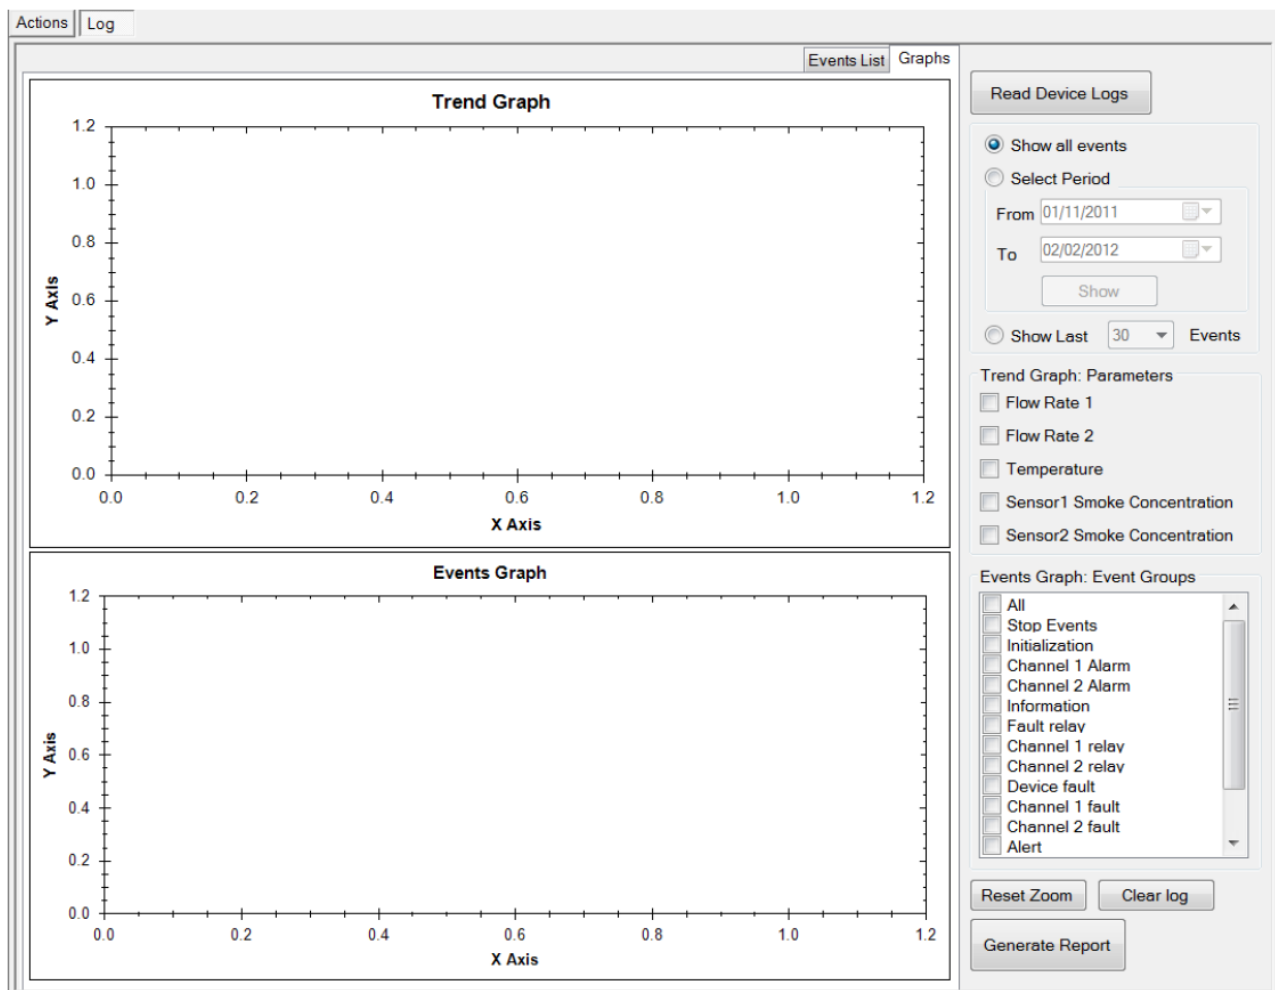 Actions Log
Events List Graphs
Trend Graph
1.2
1.0
0.8
0.6
0.4
0.2
0.0
Y Axis
0.0 0.2 0.4 0.6 0.8 1.0 1.2
X Axis
Events Graph
1.2
1.0
0.8
0.6
0.4
0.2
0.0
Y Axis
0.0 0.2 0.4 0.6 0.8 1.0 1.2
X Axis
Read Device Logs
Show all events
Select Period
From 01/11/2011
To 02/02/2012
Show
Show Last 30 Events
Trend Graph: Parameters
Flow Rate 1
Flow Rate 2
Temperature
Sensor1 Smoke Concentration
Sensor2 Smoke Concentration
Events Graph: Event Groups
All
Stop Events
Initialization
Channel 1 Alarm
Channel 2 Alarm
Information
Fault relay
Channel 1 relay
Channel 2 relay
Device fault
Channel 1 fault
Channel 2 fault
Alert
Reset Zoom Clear log
Generate Report